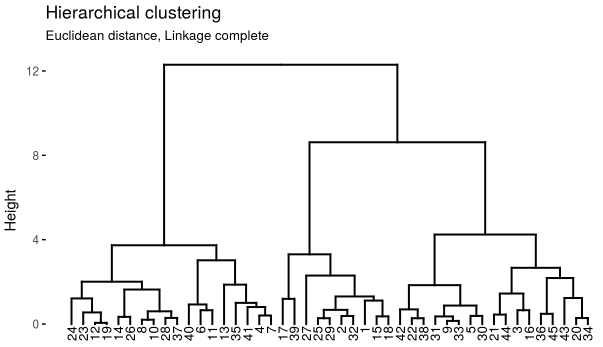 Hierarchical clustering
Euclidean distance, Linkage complete
Height
12
8
4
0
24 23 12 19 14 26 8 10 28 37 40 6 11 13 35 41 4 7 17 39 27 25 29 2 32 1 15 18 42 22 38 31 9 33 5 30 21 44 3 16 36 45 43 20 34